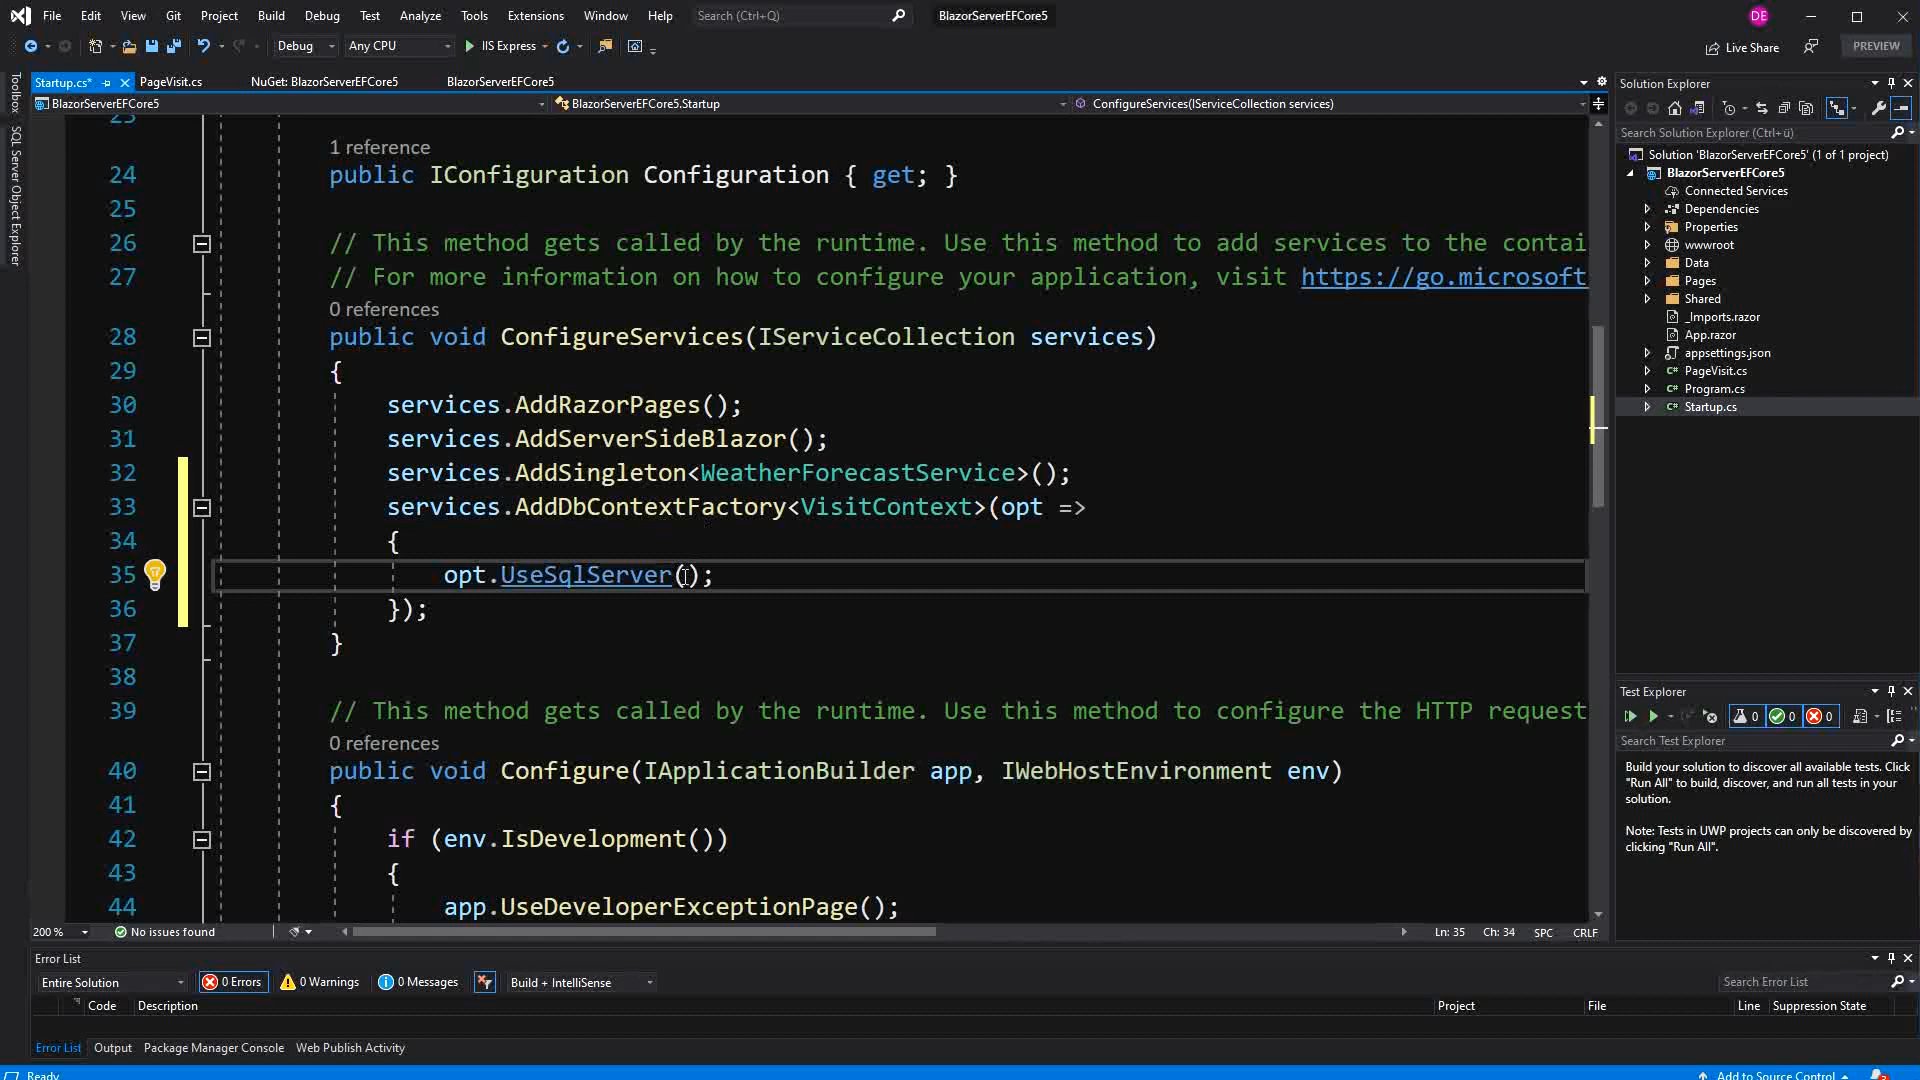 File Edit View Git Project Build Debug Test Analyze Tools Extensions Window Help Search (Ctrl+Q) BlazorServerEFCore5 DE
Debug Any CPU IIS Express Live Share PREVIEW
Startup.cs* PageVisit.cs NuGet: BlazorServerEFCore5 BlazorServerEFCore5
BlazorServerEFCore5 BlazorServerEFCore5.Startup ConfigureServices(IServiceCollection services)
Toolbox
SQL Server Object Explorer
23
1 reference
24 public IConfiguration Configuration { get; }
25
26 // This method gets called by the runtime. Use this method to add services to the contai
27 // For more information on how to configure your application, visit https://go.microsoft
0 references
28 public void ConfigureServices(IServiceCollection services)
29 {
30 services.AddRazorPages();
31 services.AddServerSideBlazor();
32 services.AddSingleton<WeatherForecastService>();
33 services.AddDbContextFactory<VisitContext>(opt =>
34 {
35 opt.UseSqlServer();
36 });
37 }
38
39 // This method gets called by the runtime. Use this method to configure the HTTP request
0 references
40 public void Configure(IApplicationBuilder app, IWebHostEnvironment env)
41 {
42 if (env.IsDevelopment())
43 {
44 app.UseDeveloperExceptionPage();
200 % No issues found Ln: 35 Ch: 34 SPC CRLF
Solution Explorer
Search Solution Explorer (Ctrl+ü)
Solution 'BlazorServerEFCore5' (1 of 1 project)
BlazorServerEFCore5
Connected Services
Dependencies
Properties
wwwroot
Data
Pages
Shared
_Imports.razor
App.razor
appsettings.json
C# PageVisit.cs
C# Program.cs
C# Startup.cs
Test Explorer
0 0 0
Search Test Explorer
Build your solution to discover all available tests. Click
"Run All" to build, discover, and run all tests in your
solution.
Note: Tests in UWP projects can only be discovered by
clicking "Run All".
Error List
Entire Solution 0 Errors 0 Warnings 0 Messages Build + IntelliSense Search Error List
Code Description Project File Line Suppression State
Error List Output Package Manager Console Web Publish Activity
Ready Add to Source Control